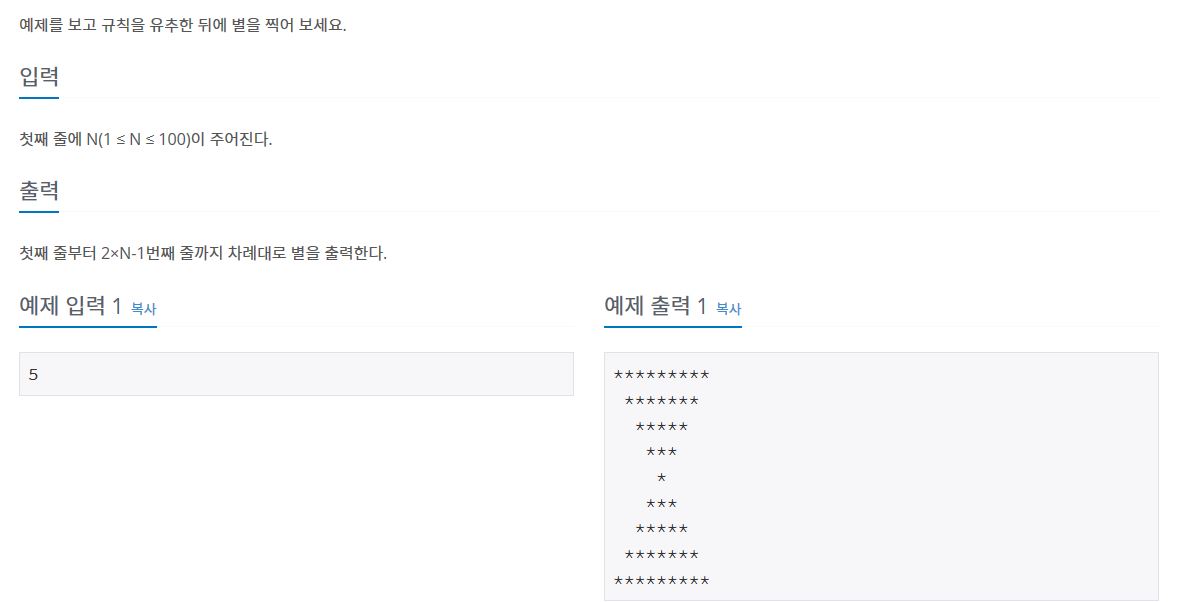 예제를 보고 규칙을 유추한 뒤에 별을 찍어 보세요.
입력
첫째 줄에 N(1 ≤ N ≤ 100)이 주어진다.
출력
첫째 줄부터 2×N-1번째 줄까지 차례대로 별을 출력한다.
예제 입력 1 복사
5
예제 출력 1 복사
*********
 *******
  *****
   ***
    *
   ***
  *****
 *******
*********